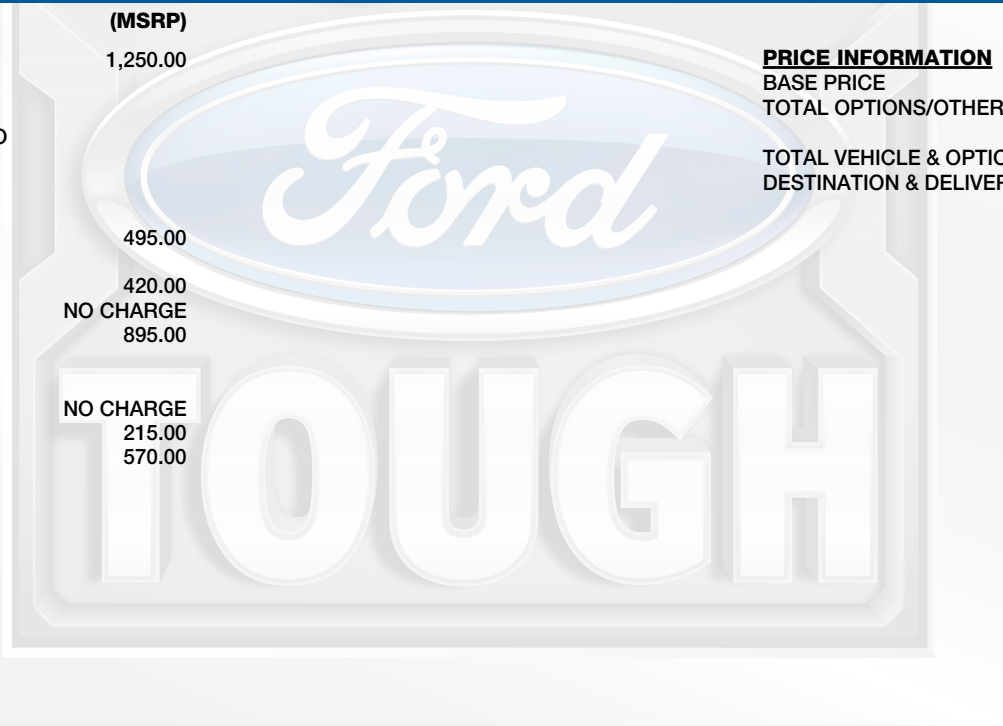 (MSRP)
1,250.00
495.00
420.00
NO CHARGE
895.00
NO CHARGE
215.00
570.00
PRICE INFORMATION
BASE PRICE
TOTAL OPTIONS/OTHER
TOTAL VEHICLE & OPTIO
DESTINATION & DELIVER
Ford
TOUGH